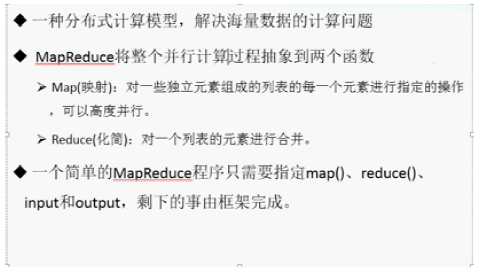 ◆ 一种分布式计算模型，解决海量数据的计算问题
◆ MapReduce将整个并行计算过程抽象到两个函数
➢ Map(映射)：对一些独立元素组成的列表的每一个元素进行指定的操作
，可以高度并行。
➢ Reduce(化简)：对一个列表的元素进行合并。
◆ 一个简单的MapReduce程序只需要指定map()、reduce()、
input和output，剩下的事由框架完成。